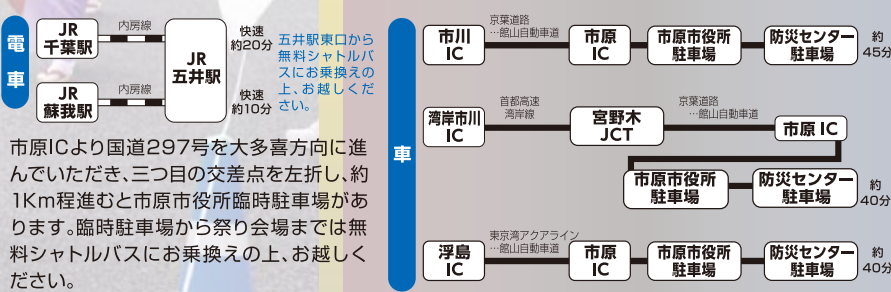 電車
JR
千葉駅
内房線
JR
蘇我駅
内房線
JR
五井駅
快速
約20分
快速
約10分
五井駅東口から
無料シャトルバ
スにお乗換えの
上、お越しくだ
さい。
市原ICより国道297号を大多喜方向に進
んでいただき、三つ目の交差点を左折し、約
1Km程進むと市原市役所臨時駐車場があ
ります。臨時駐車場から祭り会場までは無
料シャトルバスにお乗換えの上、お越しく
ださい。
車
市川
IC
京葉道路
…館山自動車道
市原
IC
市原市役所
駐車場
防災センター
駐車場
約
45分
湾岸市川
IC
首都高速
湾岸線
宮野木
JCT
京葉道路
…館山自動車道
市原 IC
市原市役所
駐車場
防災センター
駐車場
約
40分
浮島
IC
東京湾アクアライン
…館山自動車道
市原
IC
市原市役所
駐車場
防災センター
駐車場
約
40分